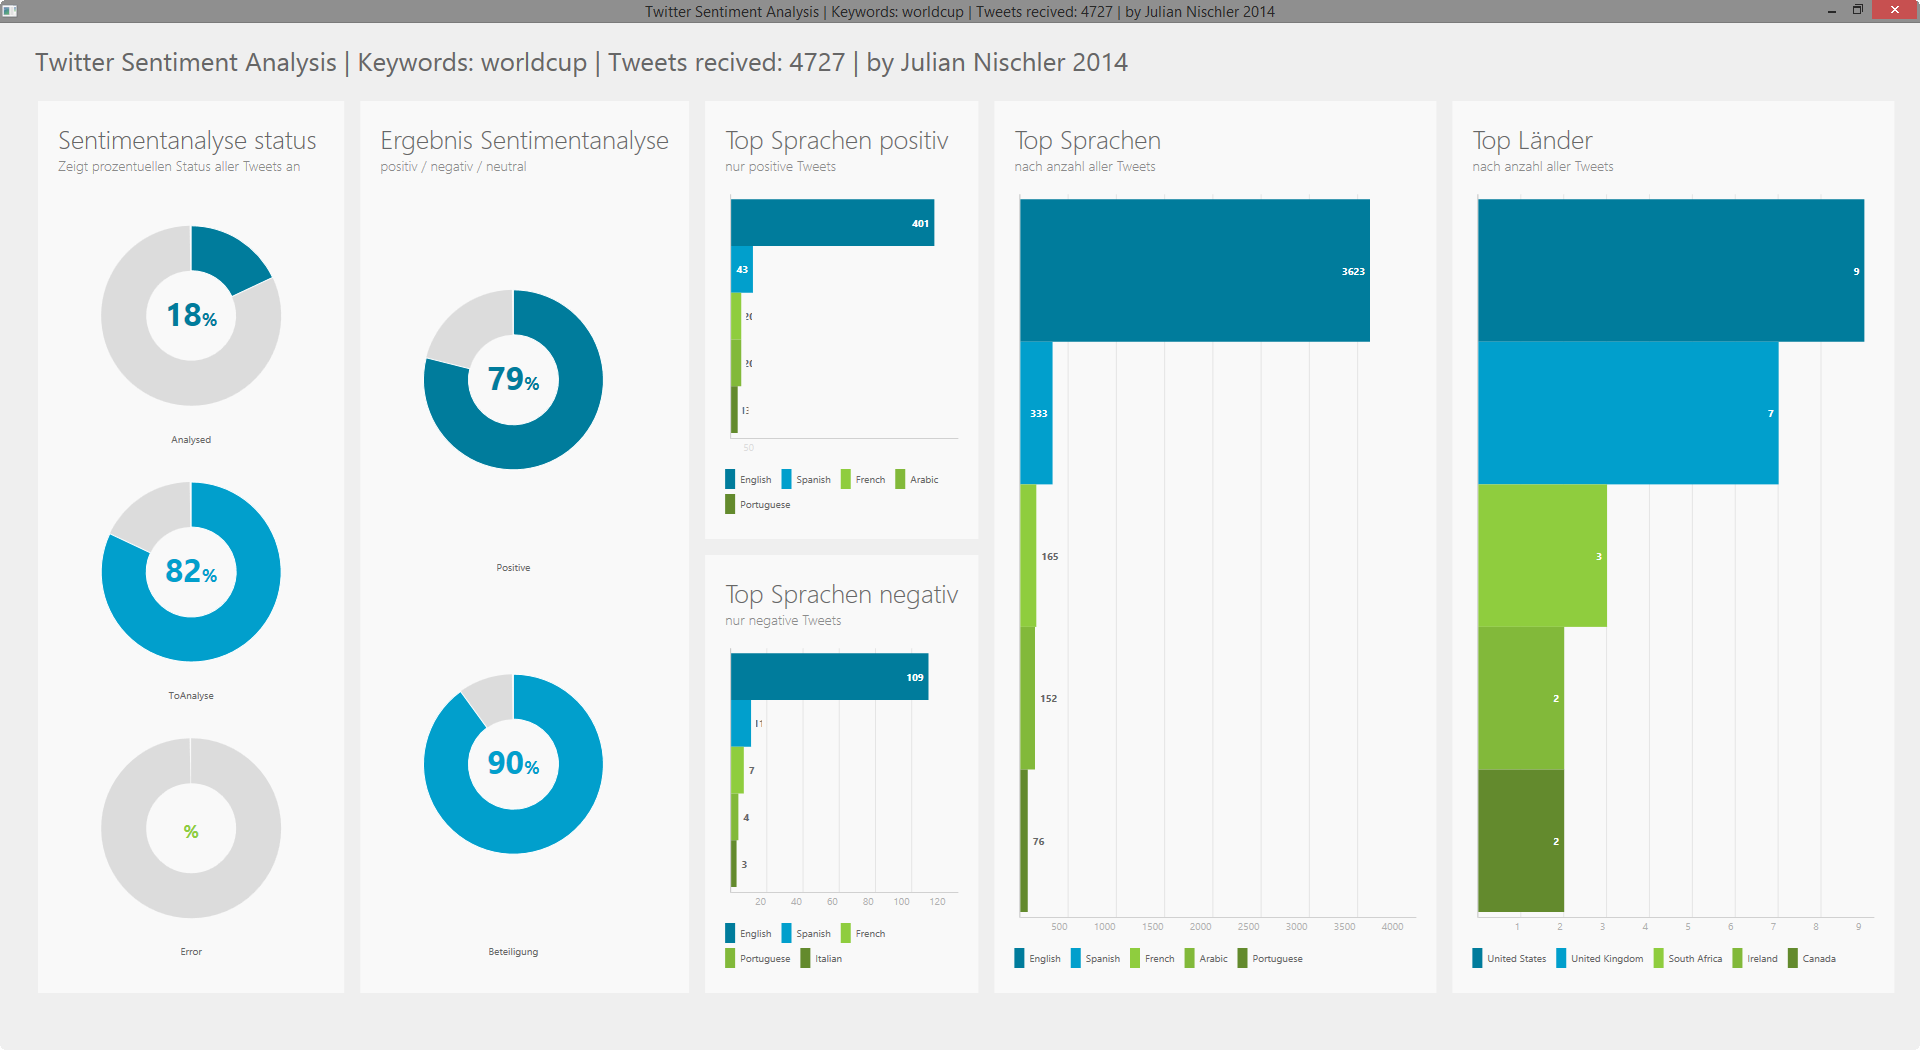 Twitter Sentiment Analysis | Keywords: worldcup | Tweets recived: 4727 | by Julian Nischler 2014
Twitter Sentiment Analysis | Keywords: worldcup | Tweets recived: 4727 | by Julian Nischler 2014
Sentimentanalyse status
Zeigt prozentuellen Status aller Tweets an
18%
Analysed
82%
ToAnalyse
%
Error
Ergebnis Sentimentanalyse
positiv / negativ / neutral
79%
Positive
90%
Beteiligung
Top Sprachen positiv
nur positive Tweets
401
43
50
English Spanish French Arabic
Portuguese
Top Sprachen negativ
nur negative Tweets
109
7
4
3
20 40 60 80 100 120
English Spanish French
Portuguese Italian
Top Sprachen
nach anzahl aller Tweets
3623
333
165
152
76
500 1000 1500 2000 2500 3000 3500 4000
English Spanish French Arabic Portuguese
Top Länder
nach anzahl aller Tweets
9
7
3
2
2
1 2 3 4 5 6 7 8 9
United States United Kingdom South Africa Ireland Canada